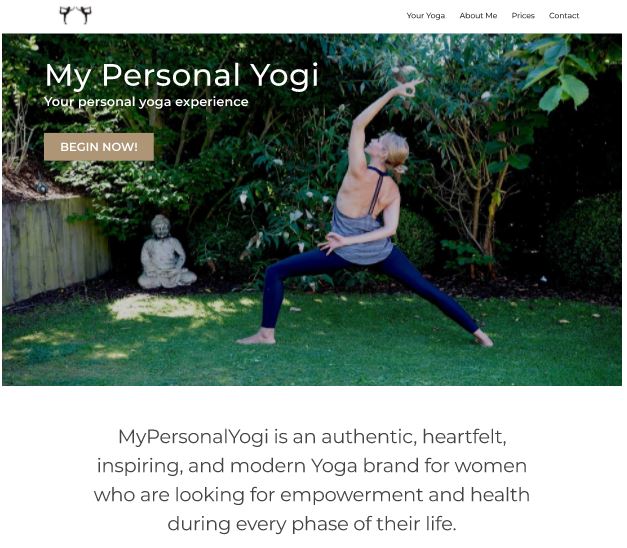 Your Yoga About Me Prices Contact
My Personal Yogi
Your personal yoga experience
BEGIN NOW!
MyPersonalYogi is an authentic, heartfelt,
inspiring, and modern Yoga brand for women
who are looking for empowerment and health
during every phase of their life.